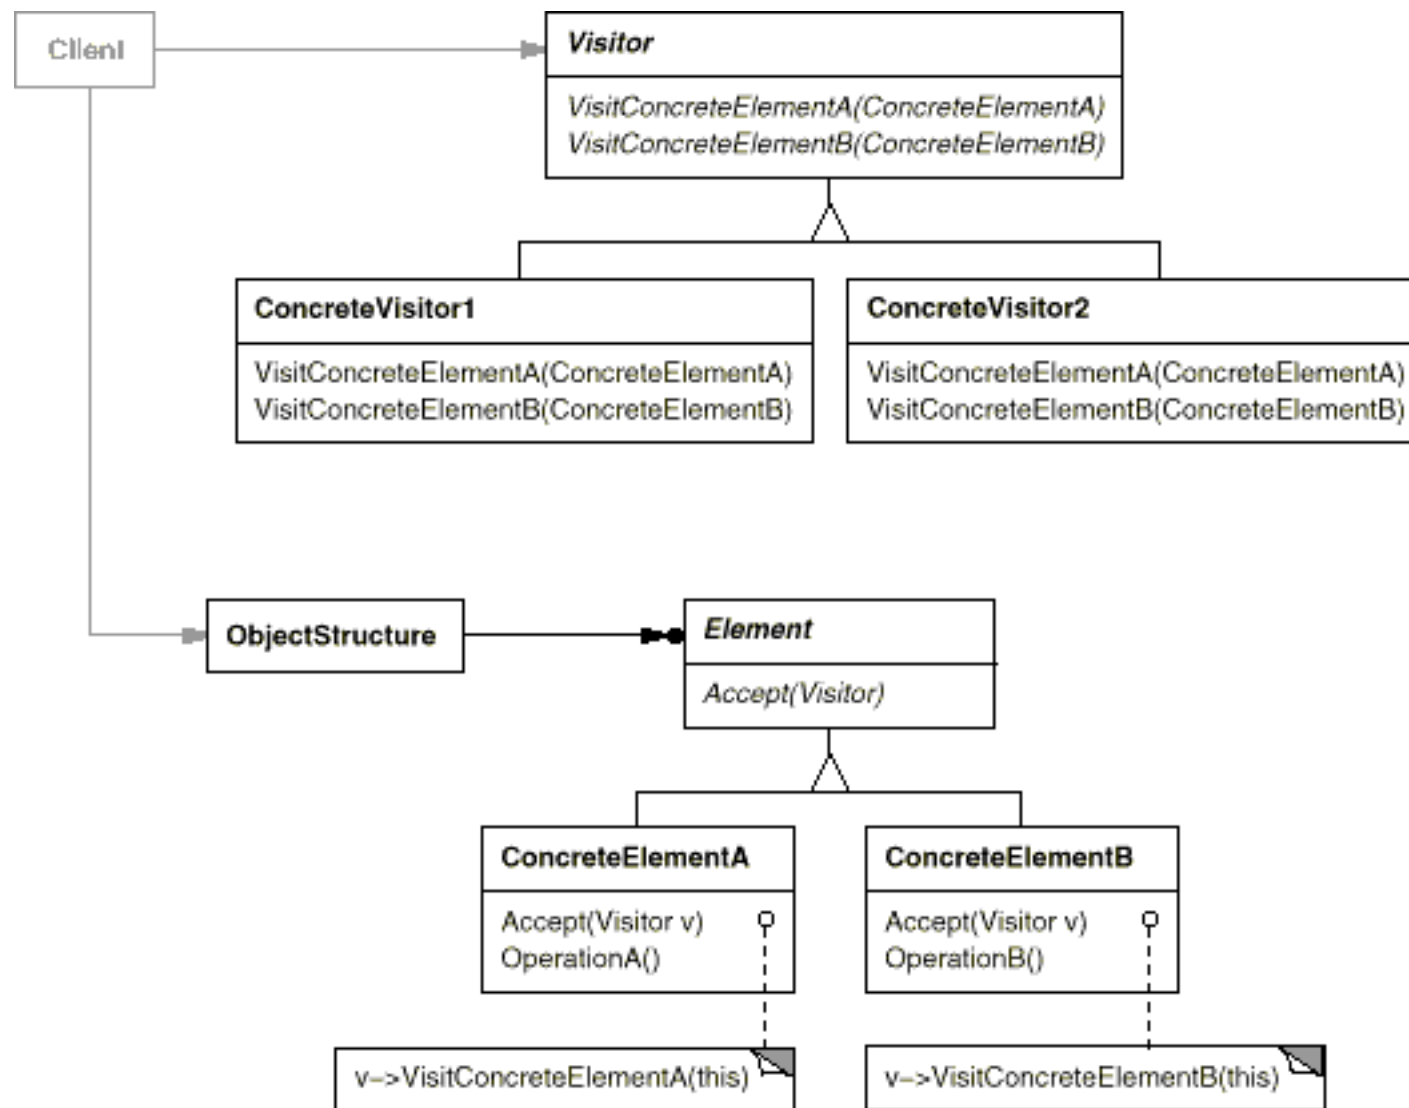 Client
Visitor
VisitConcreteElementA(ConcreteElementA)
VisitConcreteElementB(ConcreteElementB)
ConcreteVisitor1
VisitConcreteElementA(ConcreteElementA)
VisitConcreteElementB(ConcreteElementB)
ConcreteVisitor2
VisitConcreteElementA(ConcreteElementA)
VisitConcreteElementB(ConcreteElementB)
ObjectStructure
Element
Accept(Visitor)
ConcreteElementA
Accept(Visitor v)
OperationA()
ConcreteElementB
Accept(Visitor v)
OperationB()
v–>VisitConcreteElementA(this)
v–>VisitConcreteElementB(this)